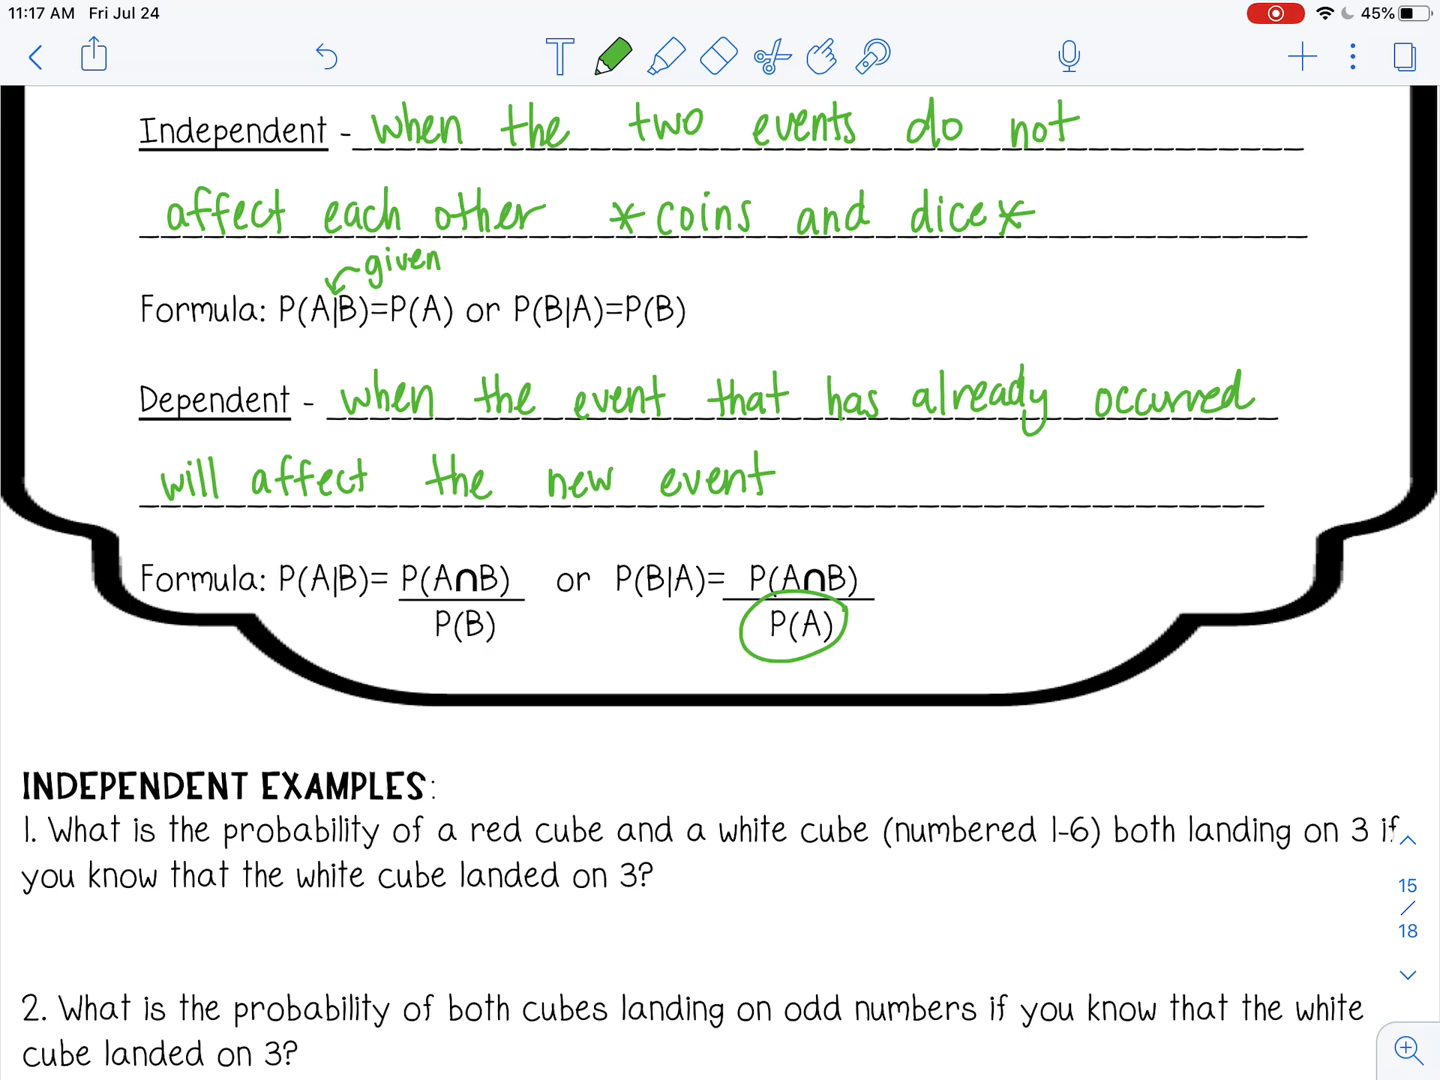 11:17 AM Fri Jul 24
45%
Independent - when the two events do not
affect each other *coins and dice*
given
Formula: P(A|B)=P(A) or P(B|A)=P(B)
Dependent - when the event that has already occurred
will affect the new event
Formula: P(A|B)= P(A∩B) or P(B|A)= P(A∩B)
P(B) P(A)
INDEPENDENT EXAMPLES:
1. What is the probability of a red cube and a white cube (numbered 1-6) both landing on 3 if
you know that the white cube landed on 3?
15
/
18
2. What is the probability of both cubes landing on odd numbers if you know that the white
cube landed on 3?